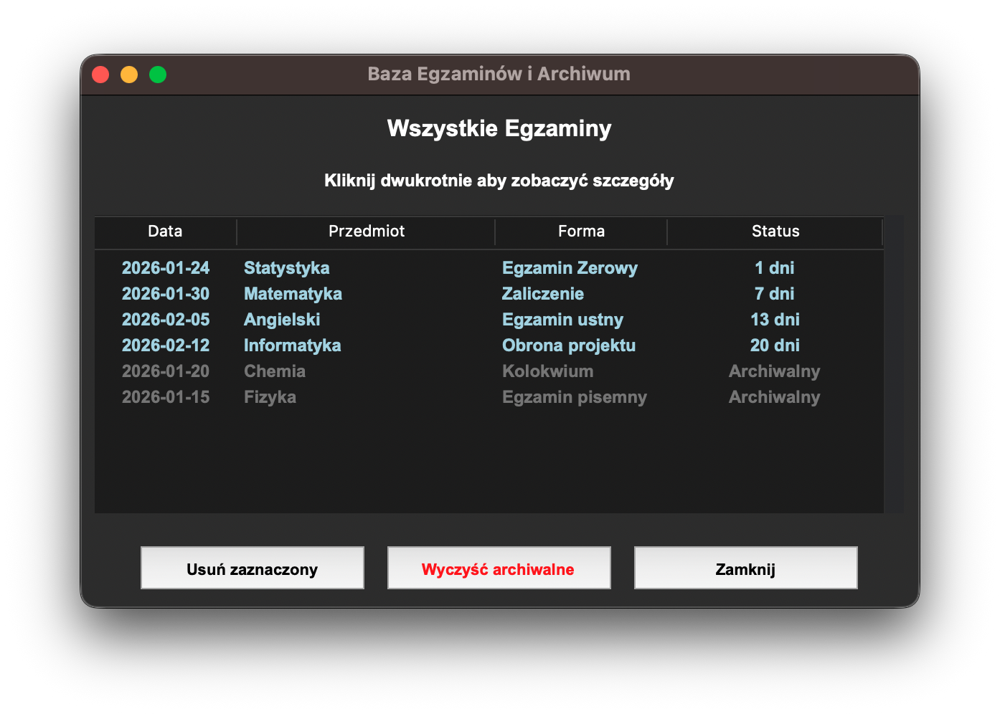 Baza Egzaminów i Archiwum
Wszystkie Egzaminy
Kliknij dwukrotnie aby zobaczyć szczegóły
Data Przedmiot Forma Status
2026-01-24 Statystyka Egzamin Zerowy 1 dni
2026-01-30 Matematyka Zaliczenie 7 dni
2026-02-05 Angielski Egzamin ustny 13 dni
2026-02-12 Informatyka Obrona projektu 20 dni
2026-01-20 Chemia Kolokwium Archiwalny
2026-01-15 Fizyka Egzamin pisemny Archiwalny
Usuń zaznaczony Wyczyść archiwalne Zamknij